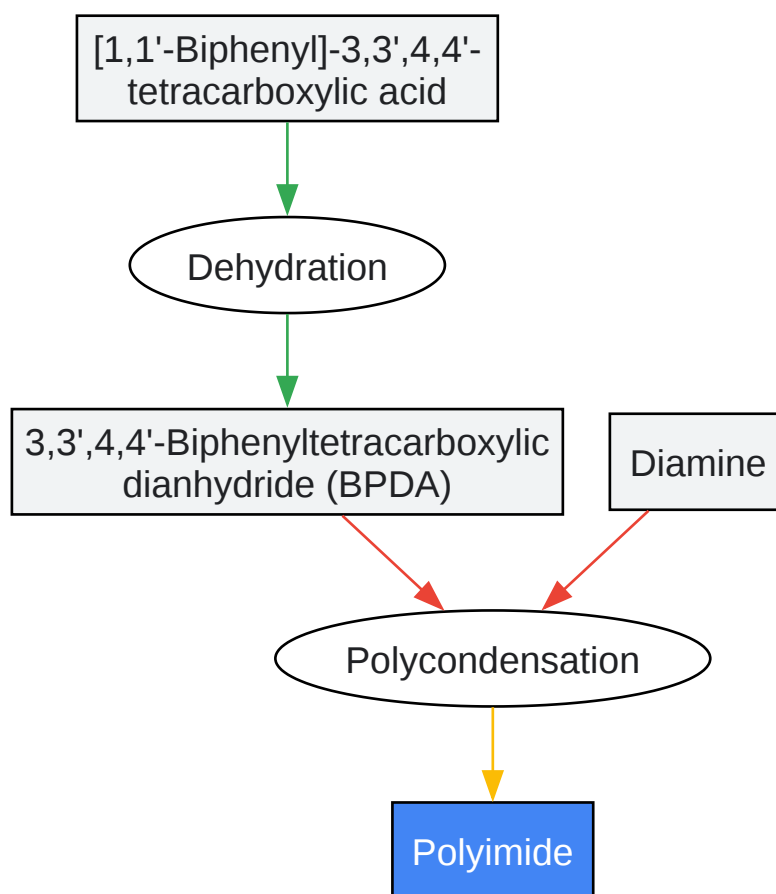 [1,1'-Biphenyl]-3,3',4,4'-
tetracarboxylic acid
Dehydration
3,3',4,4'-Biphenyltetracarboxylic
dianhydride (BPDA)
Diamine
Polycondensation
Polyimide